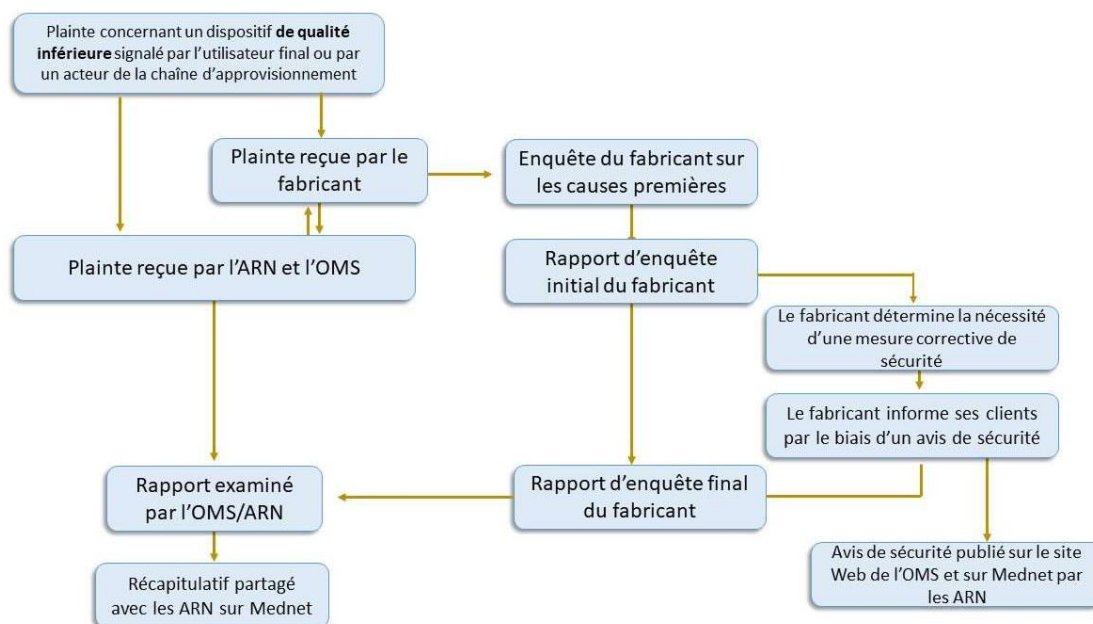 Plainte concernant un dispositif de qualité
inférieure signalé par l'utilisateur final ou par
un acteur de la chaîne d'approvisionnement
Plainte reçue par le
fabricant
Enquête du fabricant sur
les causes premières
Plainte reçue par l'ARN et l'OMS
Rapport d'enquête
initial du fabricant
Le fabricant détermine la nécessité
d'une mesure corrective de
sécurité
Le fabricant informe ses clients
par le biais d'un avis de sécurité
Rapport examiné
par l'OMS/ARN
Rapport d'enquête final
du fabricant
Récapitulatif partagé
avec les ARN sur Mednet
Avis de sécurité publié sur le site
Web de l'OMS et sur Mednet par
les ARN